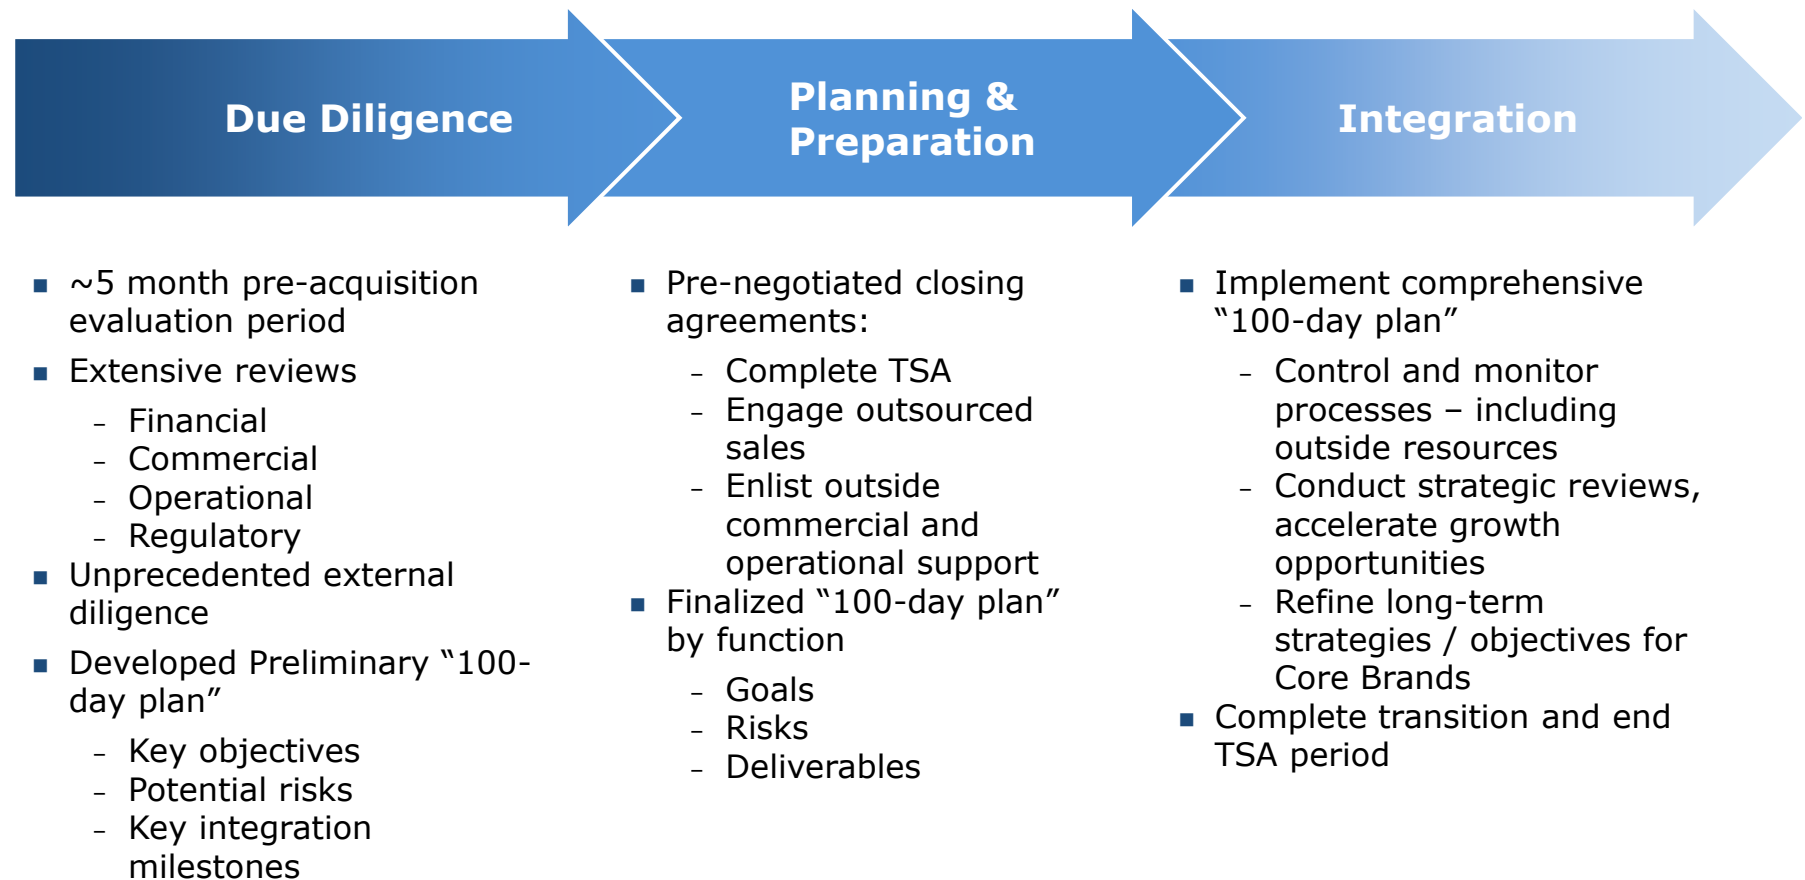 Due Diligence
Planning &
Preparation
Integration
▪ ~5 month pre-acquisition
evaluation period
▪ Extensive reviews
– Financial
– Commercial
– Operational
– Regulatory
▪ Unprecedented external
diligence
▪ Developed Preliminary “100-
day plan”
– Key objectives
– Potential risks
– Key integration
milestones
▪ Pre-negotiated closing
agreements:
– Complete TSA
– Engage outsourced
sales
– Enlist outside
commercial and
operational support
▪ Finalized “100-day plan”
by function
– Goals
– Risks
– Deliverables
▪ Implement comprehensive
“100-day plan”
– Control and monitor
processes – including
outside resources
– Conduct strategic reviews,
accelerate growth
opportunities
– Refine long-term
strategies / objectives for
Core Brands
▪ Complete transition and end
TSA period